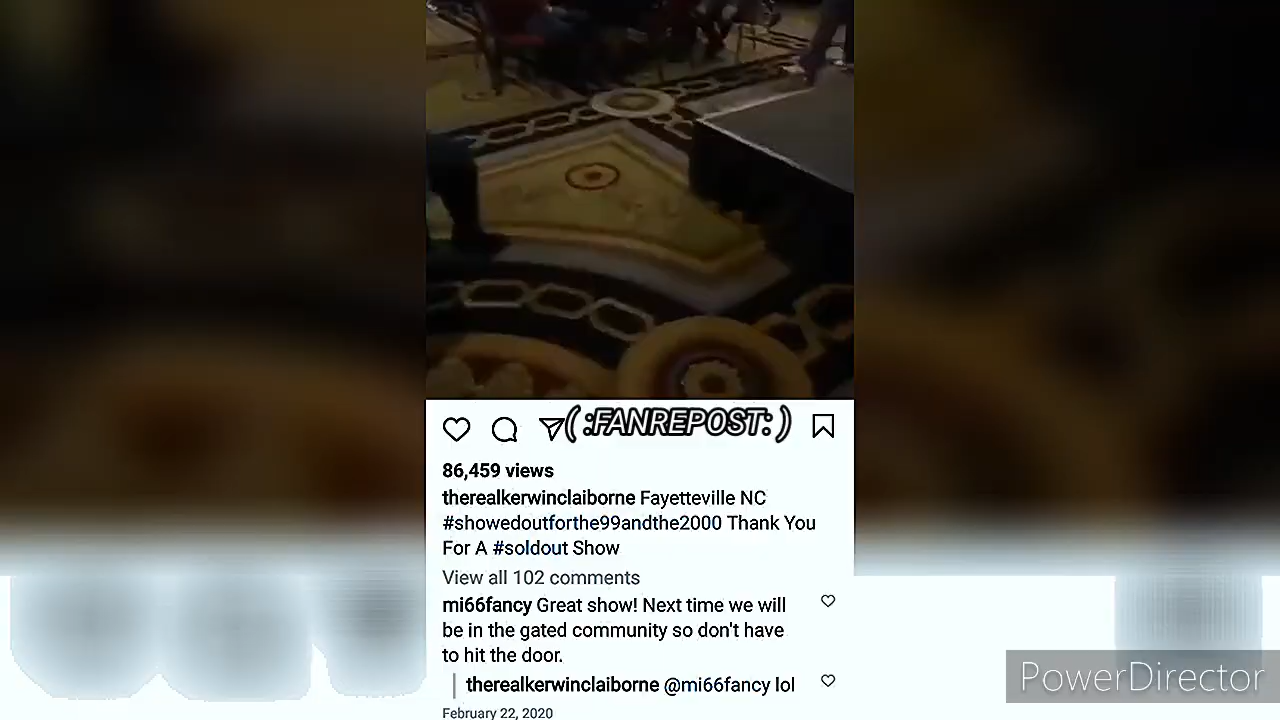 ( :FANREPOST: )
86,459 views
therealkerwinclaiborne Fayetteville NC
#showedoutforthe99andthe2000 Thank You
For A #soldout Show
View all 102 comments
mi66fancy Great show! Next time we will
be in the gated community so don't have
to hit the door.
therealkerwinclaiborne @mi66fancy lol
February 22, 2020
PowerDirector